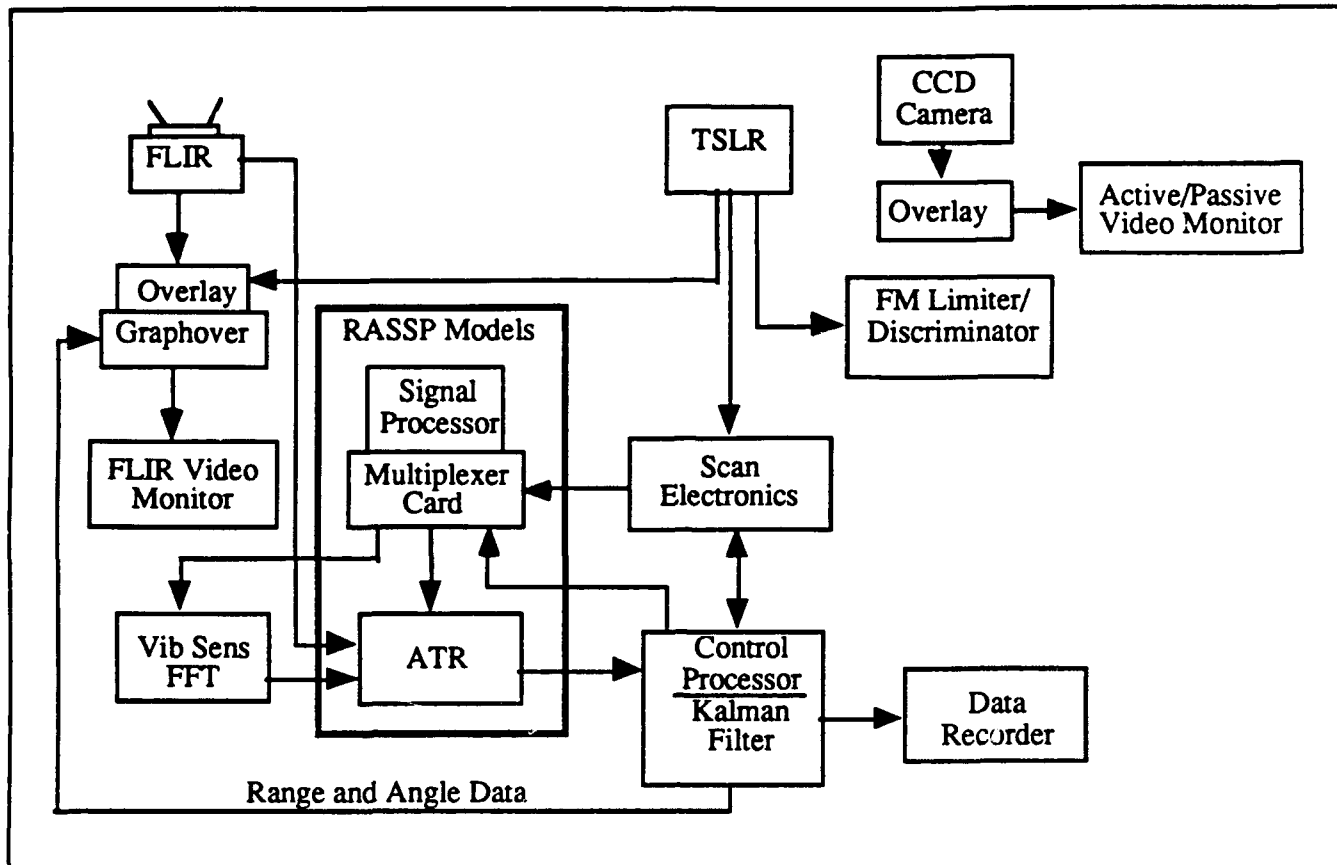 CCD
Camera
TSLR
FLIR
Overlay
Active/Passive
Video Monitor
Overlay
Graphover
FM Limiter/
Discriminator
RASSP Models
Signal
Processor
FLIR Video
Monitor
Multiplexer
Card
Scan
Electronics
Vib Sens
FFT
ATR
Control
Processor
Kalman
Filter
Data
Recorder
Range and Angle Data